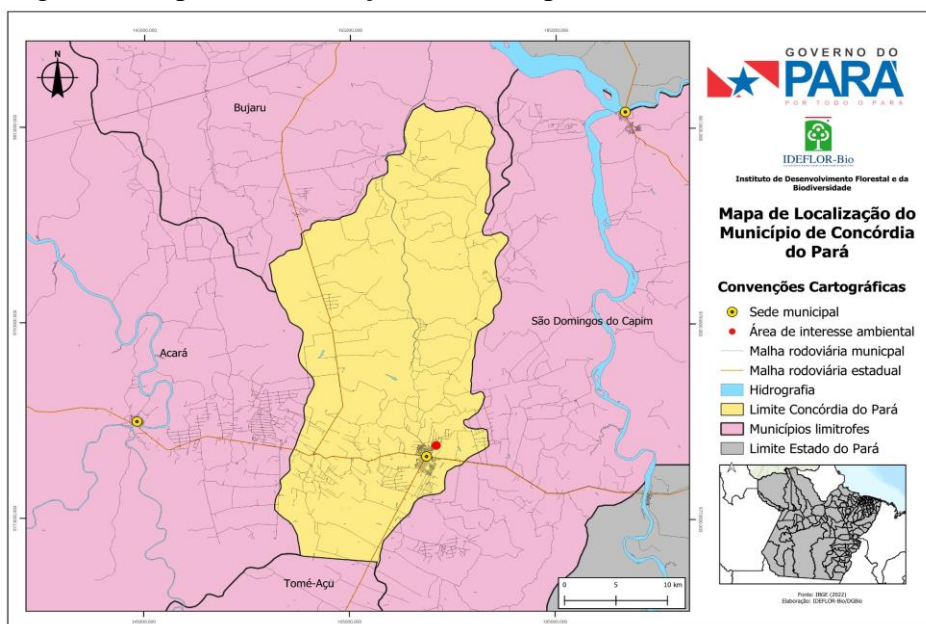 N
Bujaru
Acará
São Domingos do Capim
Tomé-Açu
0 5 10 km
GOVERNO DO
PARÁ
POR TODO O PARÁ
IDEFLOR-Bio
Instituto de Desenvolvimento Florestal e da
Biodiversidade
Mapa de Localização do
Município de Concórdia
do Pará
Convenções Cartográficas
Sede municipal
Área de interesse ambiental
Malha rodoviária municpal
Malha rodoviária estadual
Hidrografia
Limite Concórdia do Pará
Municípios limitrofes
Limite Estado do Pará
Fonte: IBGE (2022)
Elaboração: IDEFLOR-Bio/DGBio